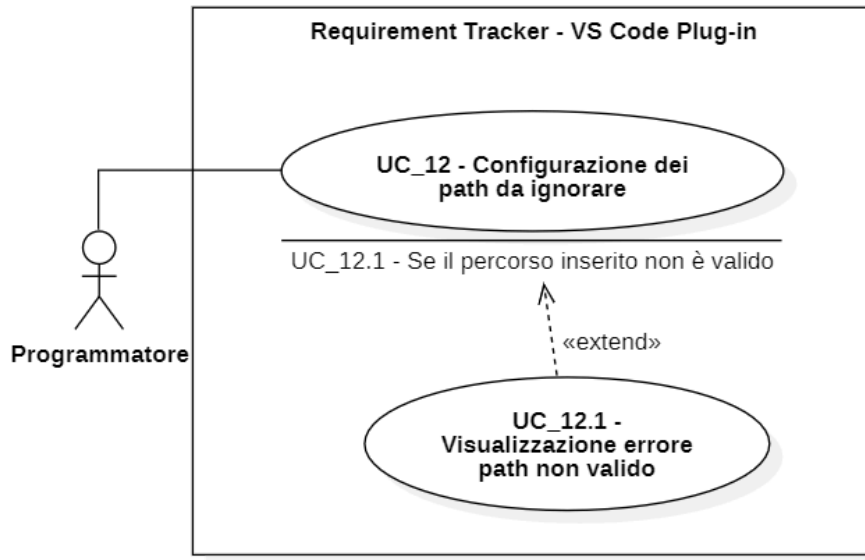 Requirement Tracker - VS Code Plug-in
UC_12 - Configurazione dei
path da ignorare
UC_12.1 - Se il percorso inserito non è valido
Programmatore
«extend»
UC_12.1 -
Visualizzazione errore
path non valido